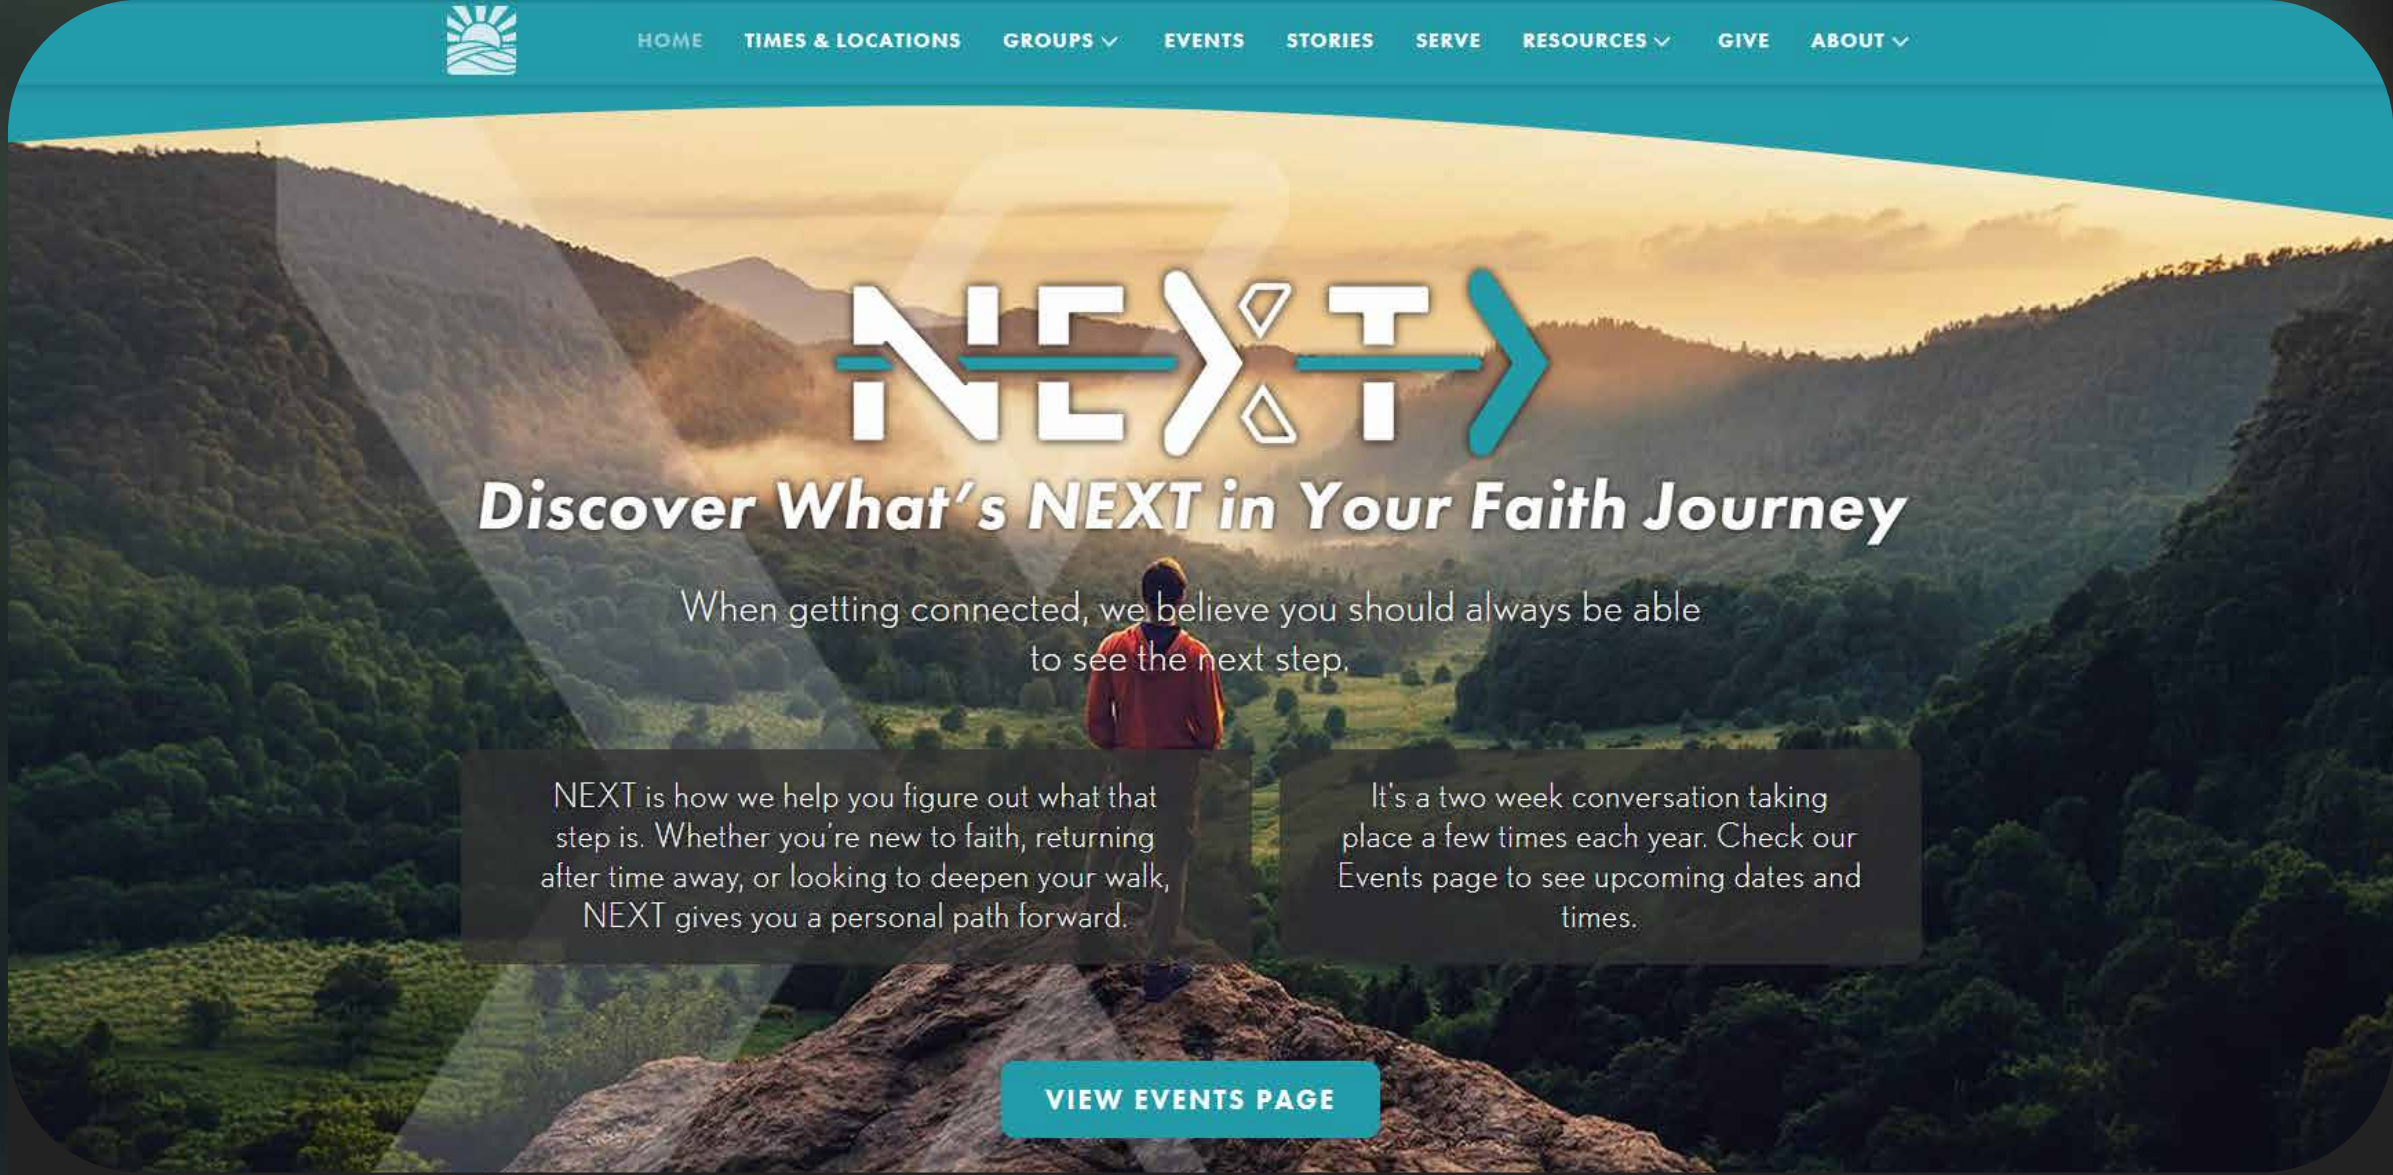 HOME TIMES & LOCATIONS GROUPS EVENTS STORIES SERVE RESOURCES GIVE ABOUT
NEXT
Discover What's NEXT in Your Faith Journey
When getting connected, we believe you should always be able
to see the next step.
NEXT is how we help you figure out what that
step is. Whether you're new to faith, returning
after time away, or looking to deepen your walk,
NEXT gives you a personal path forward.
It's a two week conversation taking
place a few times each year. Check our
Events page to see upcoming dates and
times.
VIEW EVENTS PAGE